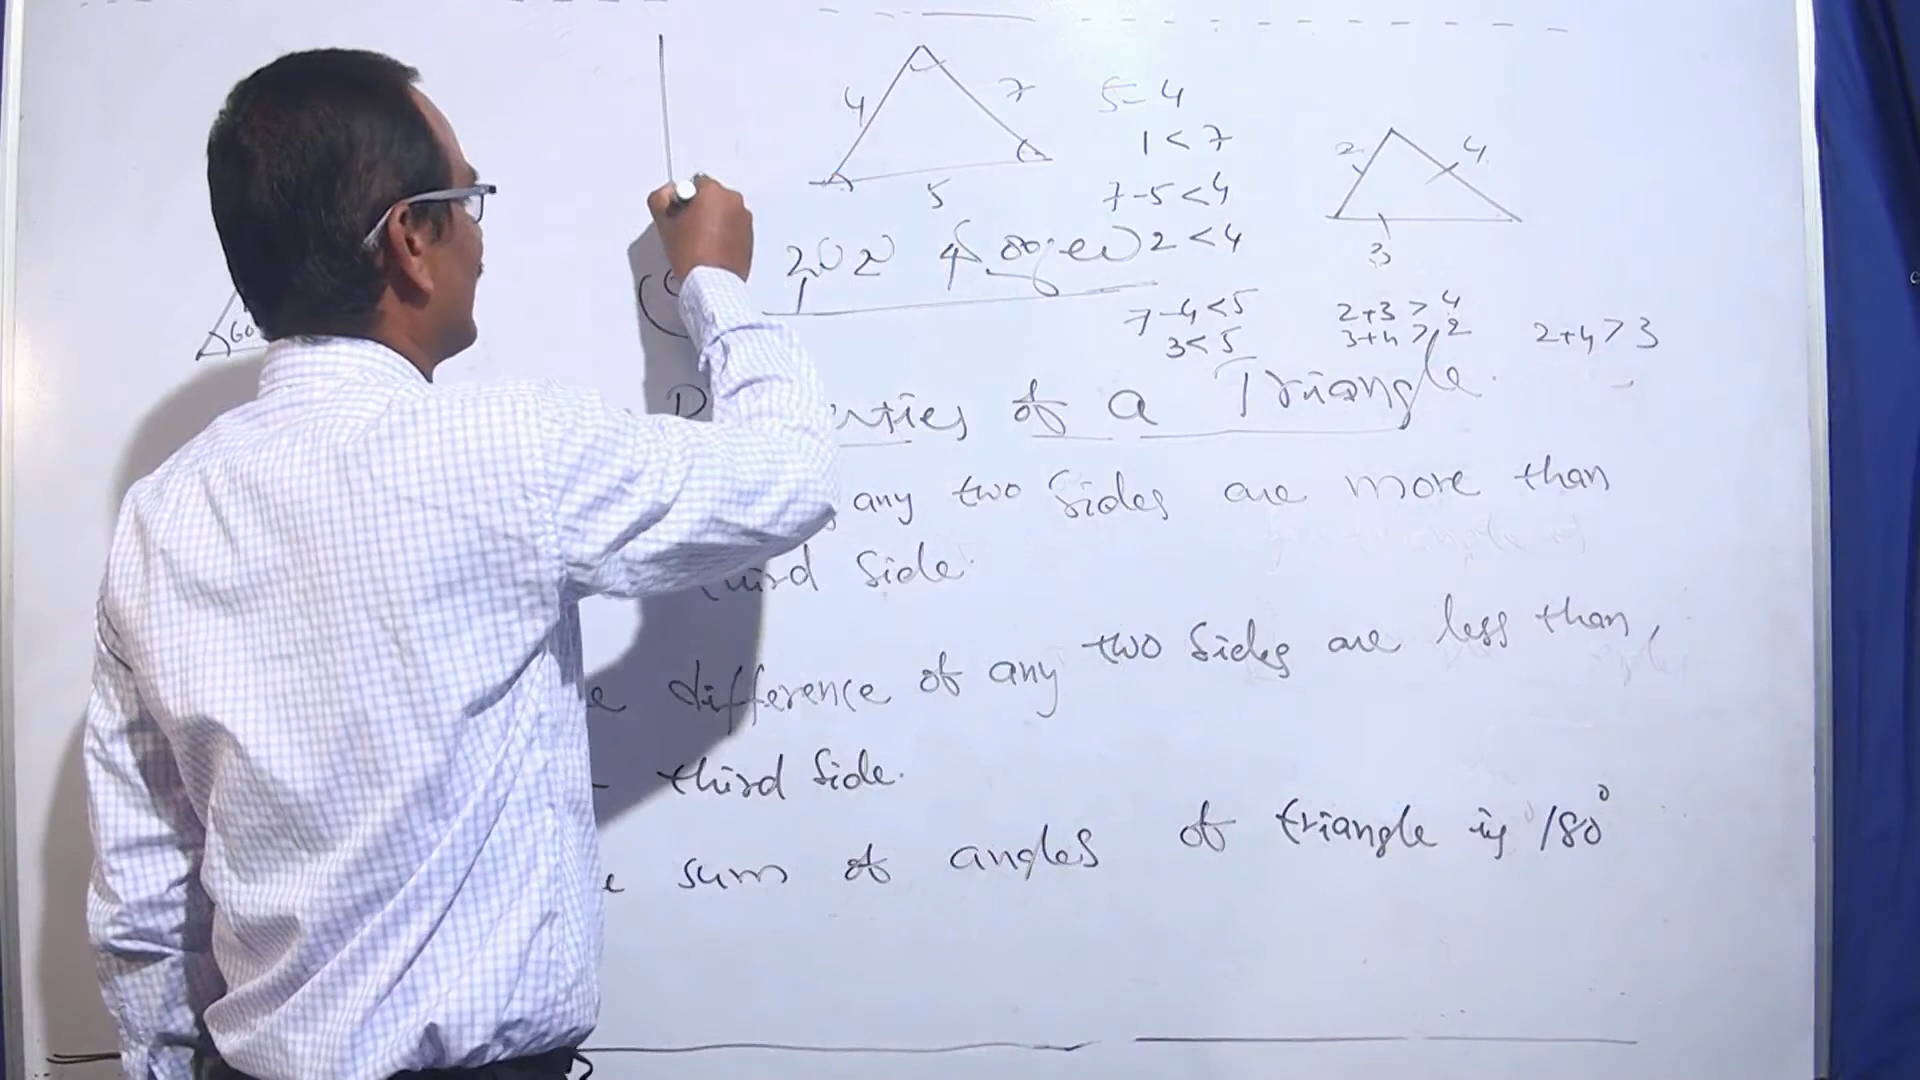 4
7
5
5-4
1<7
7-5<4
2<4
7-4<5
3<5
2
4
3
2+3>4
3+4>2
2+4>3
60
of a Triangle.
any two sides are more than
third side.
difference of any two sides are less than
third side.
sum of angles of triangle is 180°